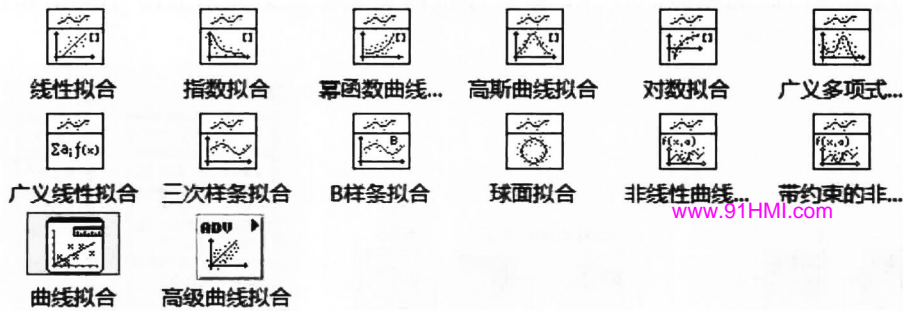 线性拟合 指数拟合 幂函数曲线... 高斯曲线拟合 对数拟合 广义多项式...
Σaᵢf(x) B f(x,a) f(x,a)
广义线性拟合 三次样条拟合 B样条拟合 球面拟合 非线性曲线... 带约束的非...
www.91HMI.com
ADV
曲线拟合 高级曲线拟合